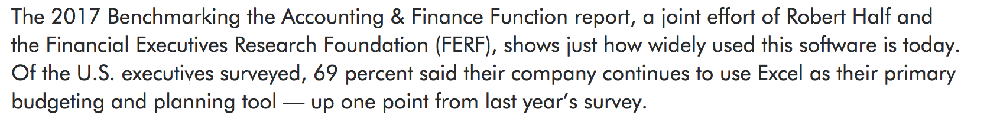 The 2017 Benchmarking the Accounting & Finance Function report, a joint effort of Robert Half and
the Financial Executives Research Foundation (FERF), shows just how widely used this software is today.
Of the U.S. executives surveyed, 69 percent said their company continues to use Excel as their primary
budgeting and planning tool — up one point from last year’s survey.